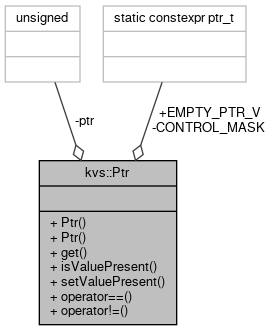 unsigned
static constexpr ptr_t
-ptr
+EMPTY_PTR_V
-CONTROL_MASK
kvs::Ptr
+ Ptr()
+ Ptr()
+ get()
+ isValuePresent()
+ setValuePresent()
+ operator==()
+ operator!=()